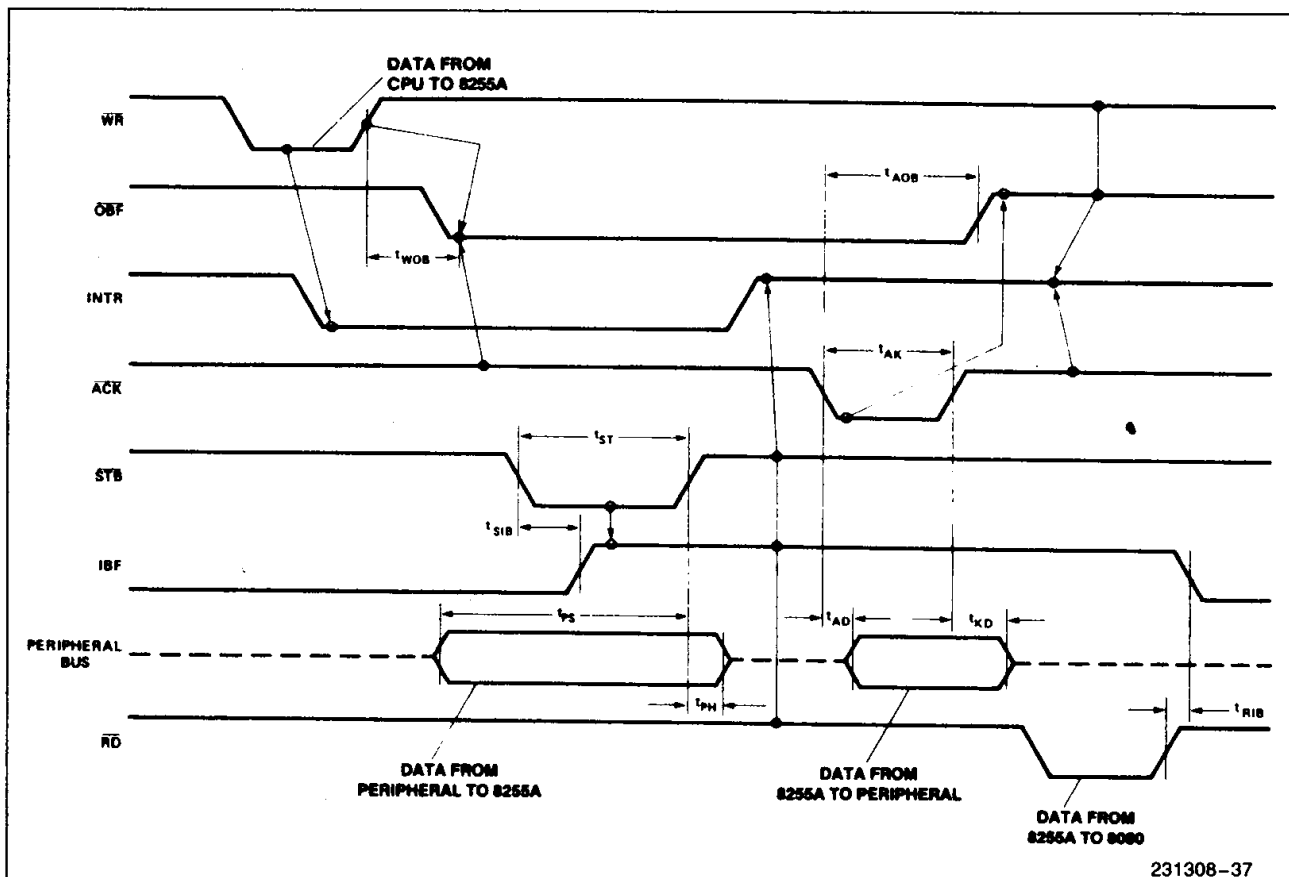 DATA FROM
CPU TO 8255A
WR
tAOB
OBF
tWOB
INTR
tAK
ACK
tST
STB
tSIB
IBF
tPS
tAD
tKD
PERIPHERAL
BUS
tPH
tRIB
RD
DATA FROM
PERIPHERAL TO 8255A
DATA FROM
8255A TO PERIPHERAL
DATA FROM
8255A TO 8080
231308–37